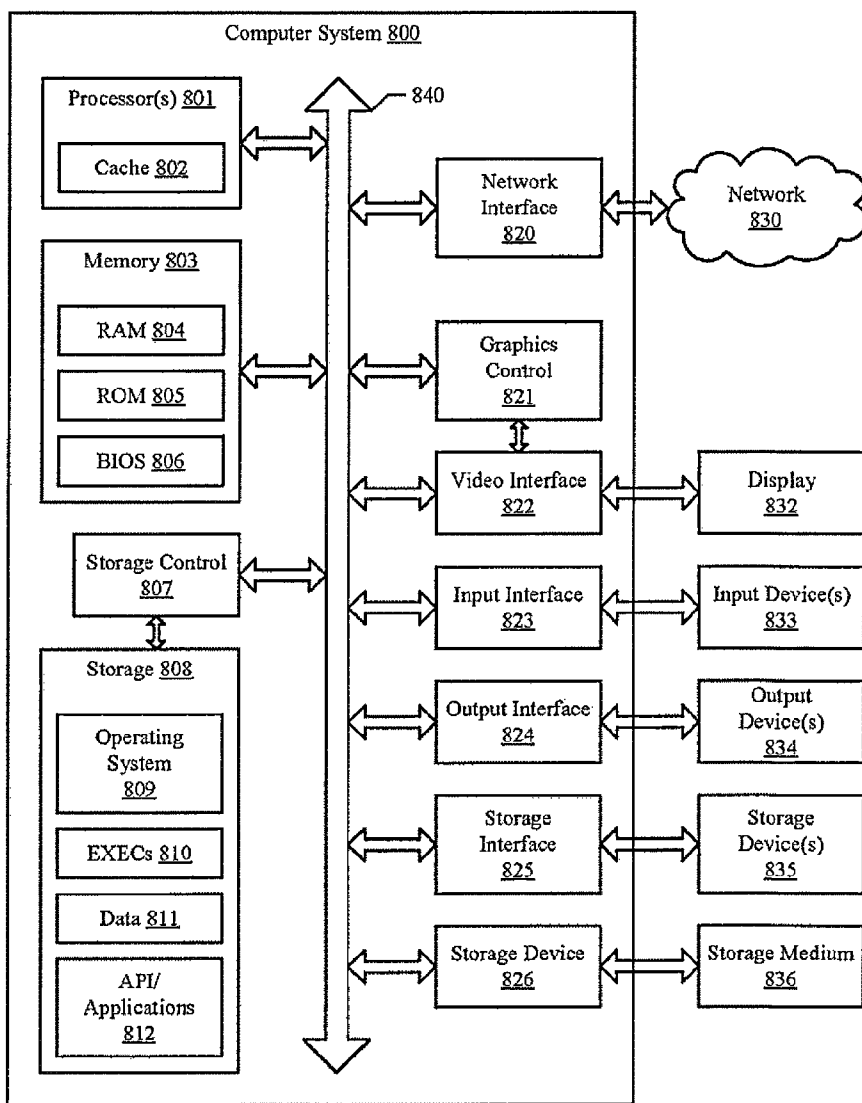 Computer System 800
Processor(s) 801
Cache 802
840
Memory 803
RAM 804
ROM 805
BIOS 806
Storage Control
807
Storage 808
Operating
System
809
EXECs 810
Data 811
API/
Applications
812
Network
Interface
820
Network
830
Graphics
Control
821
Video Interface
822
Display
832
Input Interface
823
Input Device(s)
833
Output Interface
824
Output
Device(s)
834
Storage
Interface
825
Storage
Device(s)
835
Storage Device
826
Storage Medium
836